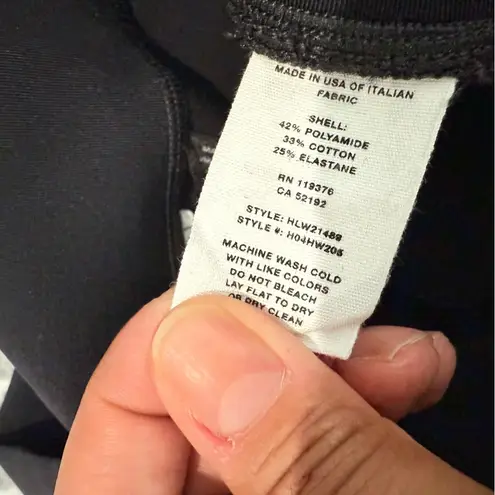 MADE IN USA OF ITALIAN
FABRIC
SHELL:
42% POLYAMIDE
33% COTTON
25% ELASTANE
RN 119376
CA 52192
STYLE: HLW21489
STYLE #: H04HW205
MACHINE WASH COLD
WITH LIKE COLORS
DO NOT BLEACH
LAY FLAT TO DRY
OR DRY CLEAN